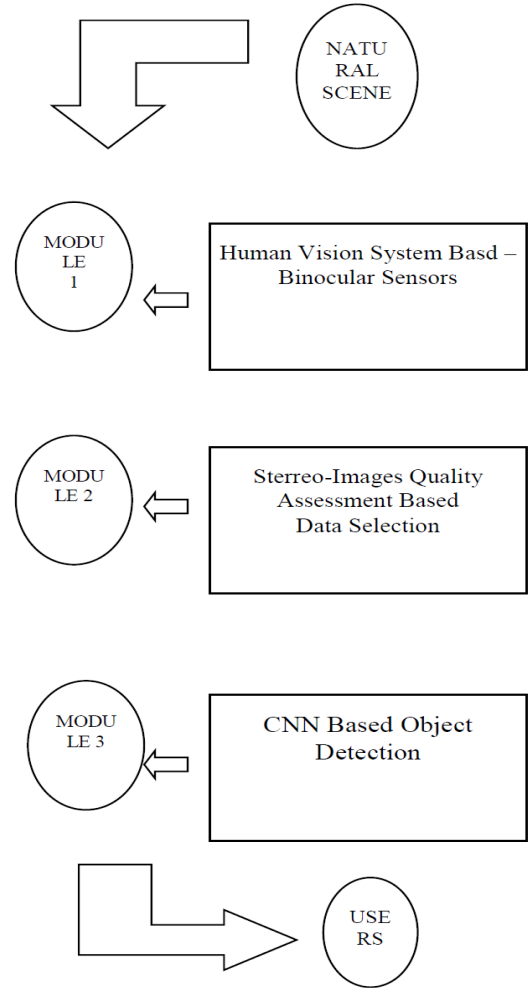 NATU
RAL
SCENE
MODU
LE
1
Human Vision System Basd –
Binocular Sensors
MODU
LE 2
Sterreo-Images Quality
Assessment Based
Data Selection
MODU
LE 3
CNN Based Object
Detection
USE
RS